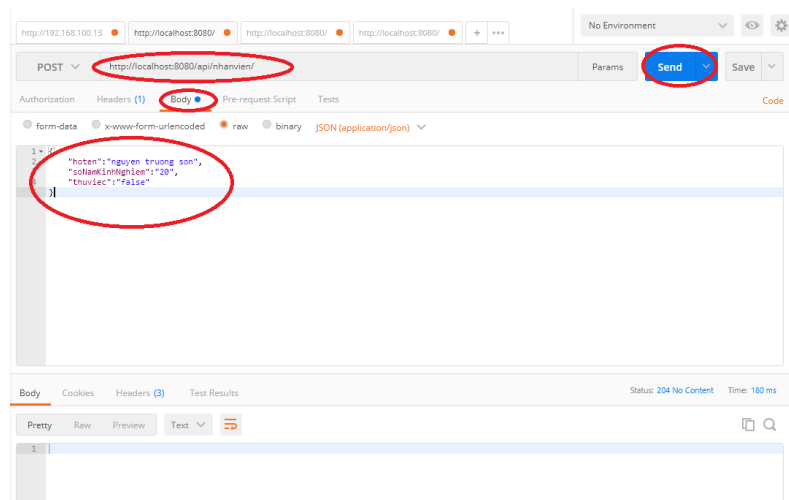 http://192.168.100.13. http://localhost:8080/ http://localhost:8080/ http://localhost:8080/ + ••• No Environment
POST http://localhost:8080/api/nhanvien/ Params Send Save
Authorization Headers (1) Body Pre-request Script Tests Code
form-data x-www-form-urlencoded raw binary JSON (application/json)
1 {
2 "hoten":"nguyen truong son",
"soNamKinhNghiem":"20",
"thuviec":"false"
}
Body Cookies Headers (3) Test Results Status: 204 No Content Time: 180 ms
Pretty Raw Preview Text
1